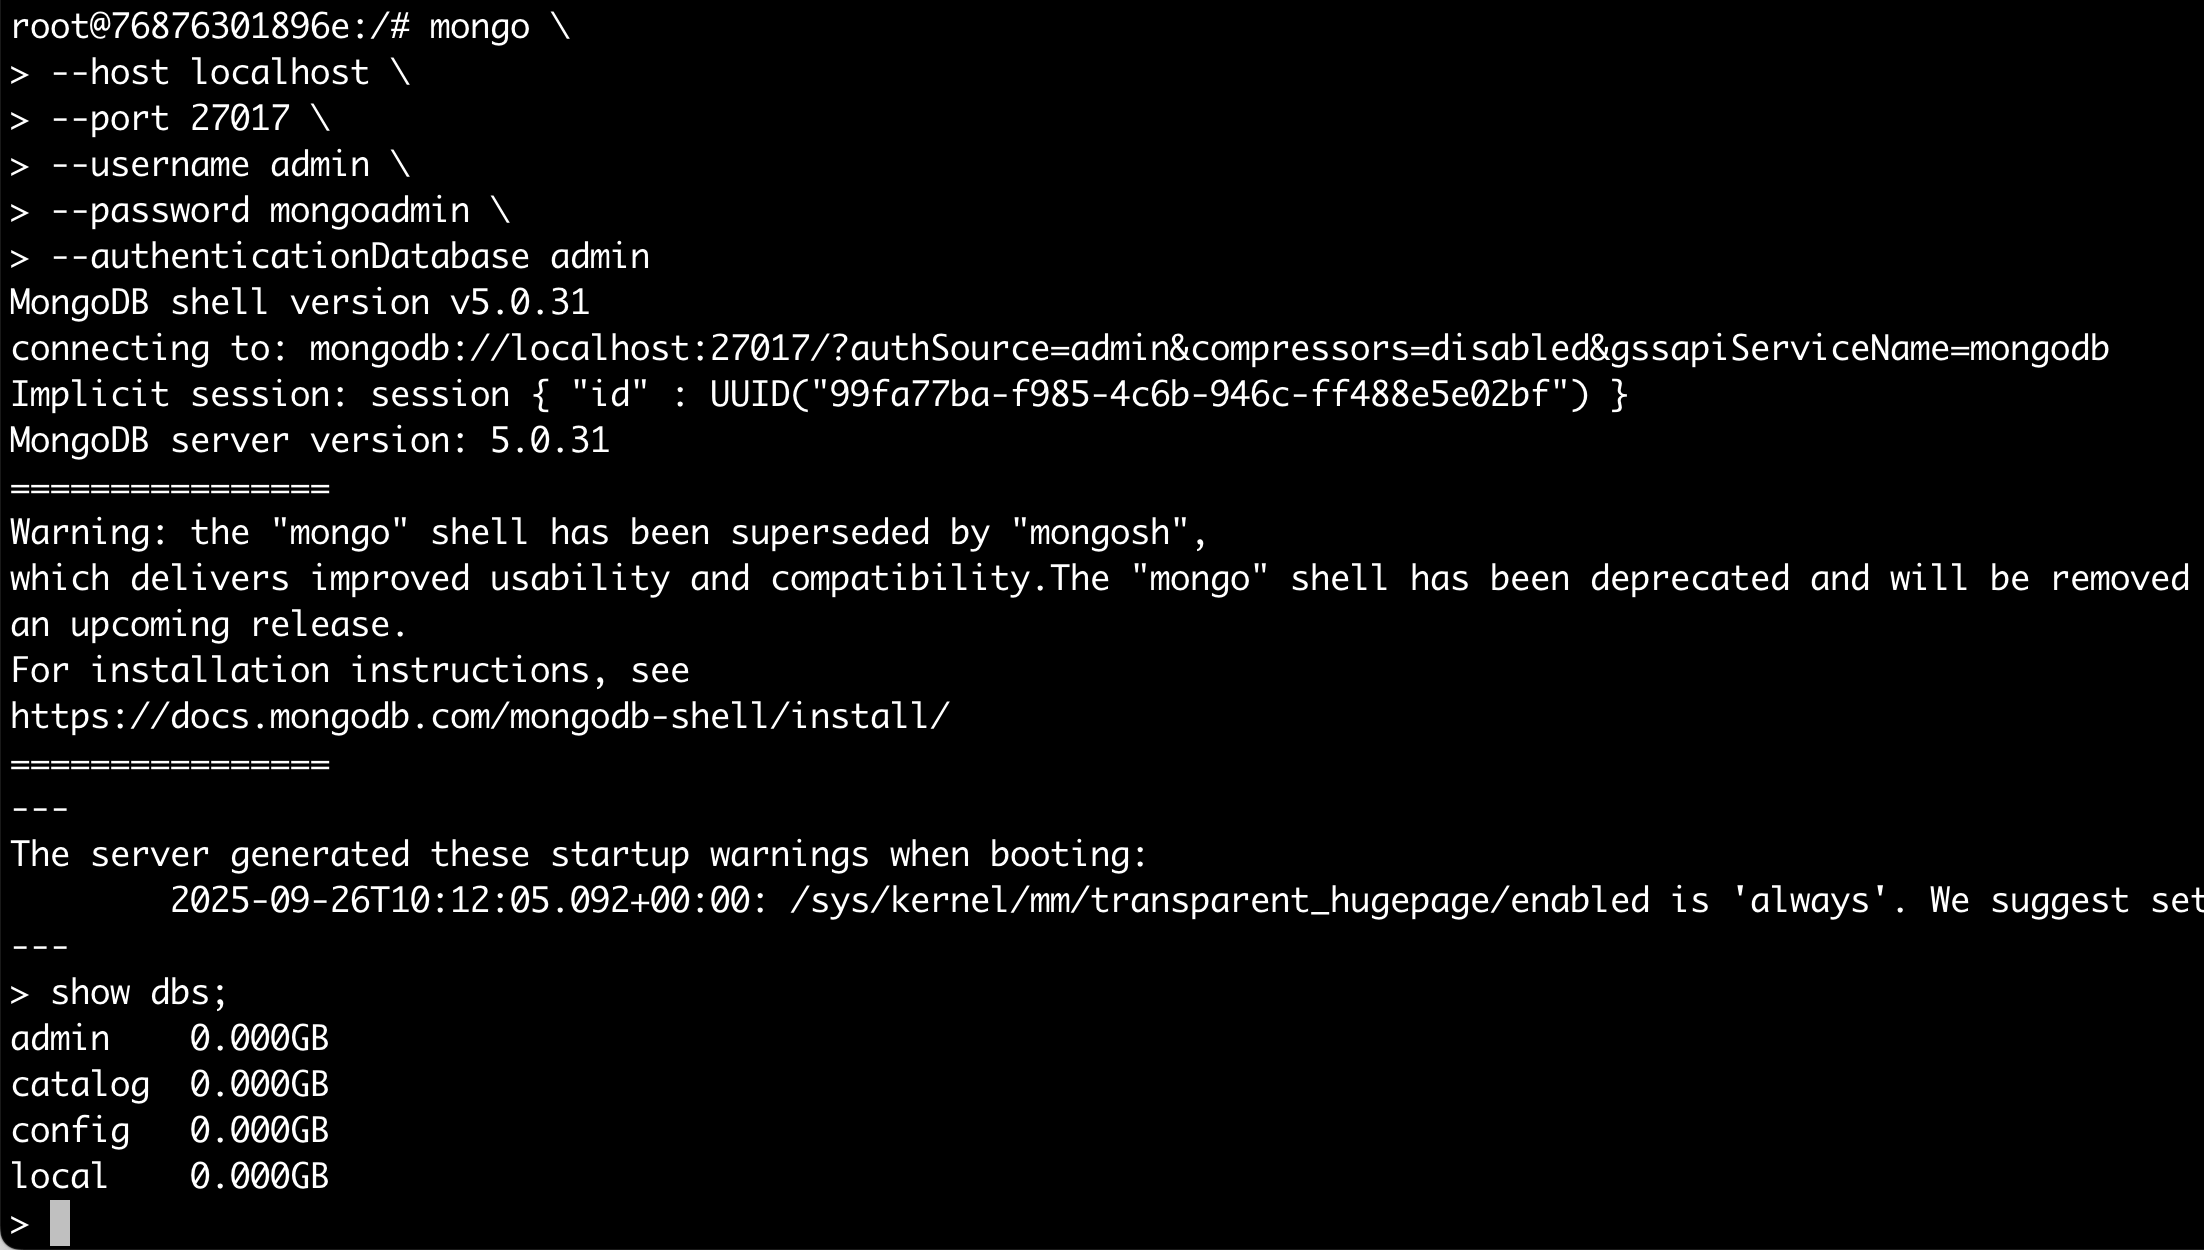 root@76876301896e:/# mongo \
> --host localhost \
> --port 27017 \
> --username admin \
> --password mongoadmin \
> --authenticationDatabase admin
MongoDB shell version v5.0.31
connecting to: mongodb://localhost:27017/?authSource=admin&compressors=disabled&gssapiServiceName=mongodb
Implicit session: session { "id" : UUID("99fa77ba-f985-4c6b-946c-ff488e5e02bf") }
MongoDB server version: 5.0.31
================
Warning: the "mongo" shell has been superseded by "mongosh",
which delivers improved usability and compatibility.The "mongo" shell has been deprecated and will be removed
an upcoming release.
For installation instructions, see
https://docs.mongodb.com/mongodb-shell/install/
================
---
The server generated these startup warnings when booting:
        2025-09-26T10:12:05.092+00:00: /sys/kernel/mm/transparent_hugepage/enabled is 'always'. We suggest set
---
> show dbs;
admin    0.000GB
catalog  0.000GB
config   0.000GB
local    0.000GB
>